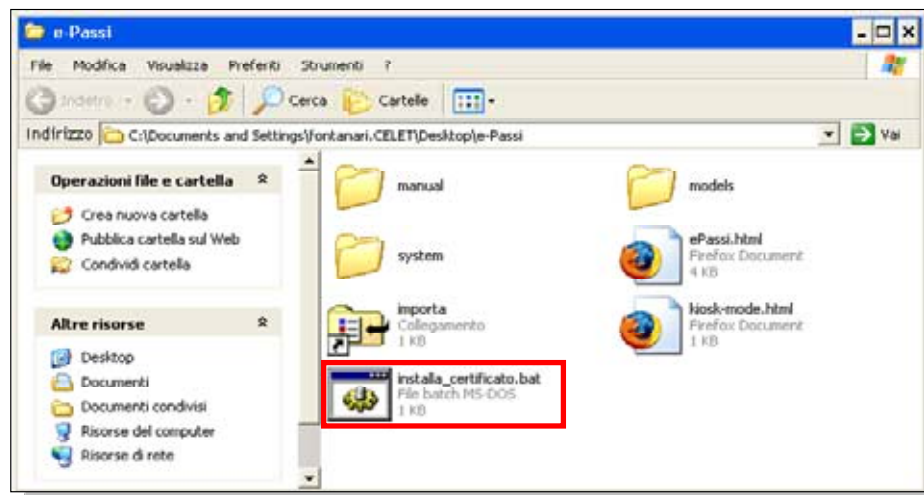 e-Passi
File Modifica Visualizza Preferiti Strumenti ?
Indietro Cerca Cartelle
Indirizzo C:\Documents and Settings\fontanari.CELET\Desktop\e-Passi Vai
Operazioni file e cartella
Crea nuova cartella
Pubblica cartella sul Web
Condividi cartella
Altre risorse
Desktop
Documenti
Documenti condivisi
Risorse del computer
Risorse di rete
manual
models
system
ePassi.html
Firefox Document
4 KB
importa
Collegamento
1 KB
kiosk-mode.html
Firefox Document
1 KB
installa_certificato.bat
File batch MS-DOS
1 KB